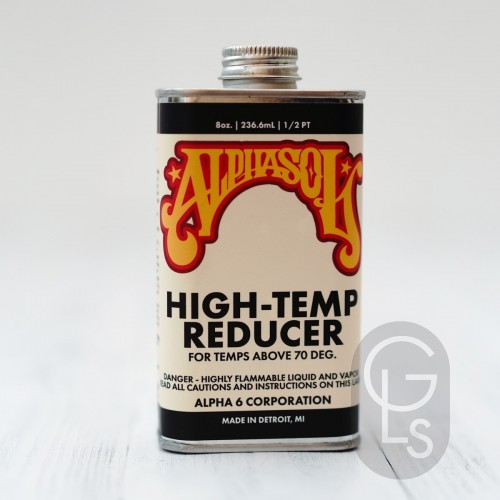 8oz. | 236.6mL | 1/2 PT
ALPHASOL
HIGH-TEMP
REDUCER
FOR TEMPS ABOVE 70 DEG.
DANGER - HIGHLY FLAMMABLE LIQUID AND VAPOR
READ ALL CAUTIONS AND INSTRUCTIONS ON THIS LABEL
ALPHA 6 CORPORATION
MADE IN DETROIT, MI
GLS